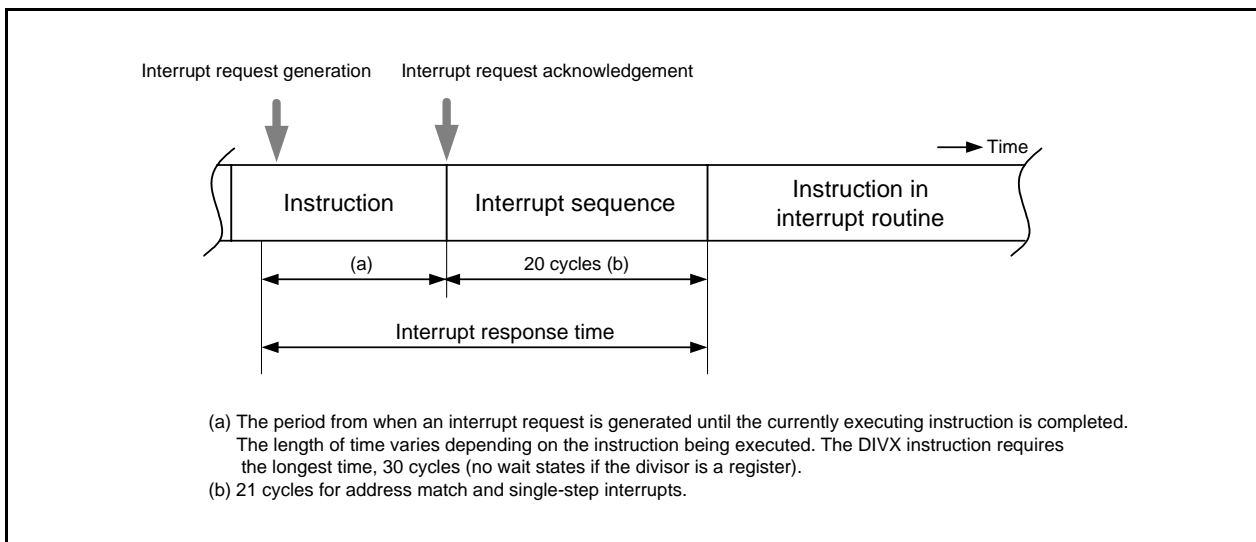 Interrupt request generation
Interrupt request acknowledgement
Time
Instruction
Interrupt sequence
Instruction in
interrupt routine
(a)
20 cycles (b)
Interrupt response time
(a) The period from when an interrupt request is generated until the currently executing instruction is completed.
The length of time varies depending on the instruction being executed. The DIVX instruction requires
the longest time, 30 cycles (no wait states if the divisor is a register).
(b) 21 cycles for address match and single-step interrupts.